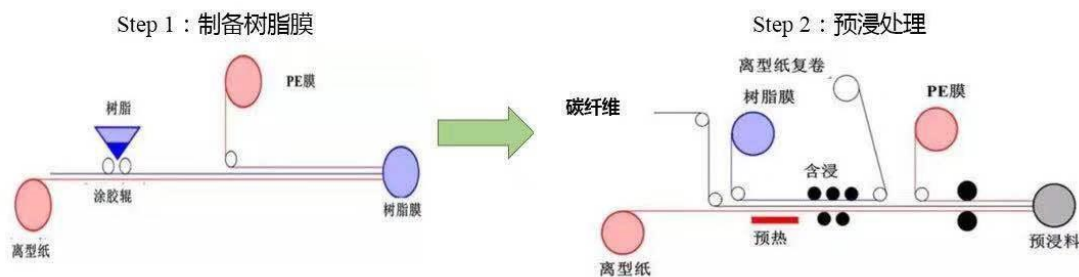 Step 1：制备树脂膜
PE膜
树脂
涂胶辊
离型纸
树脂膜
Step 2：预浸处理
离型纸复卷
碳纤维
树脂膜
PE膜
含浸
预热
离型纸
预浸料